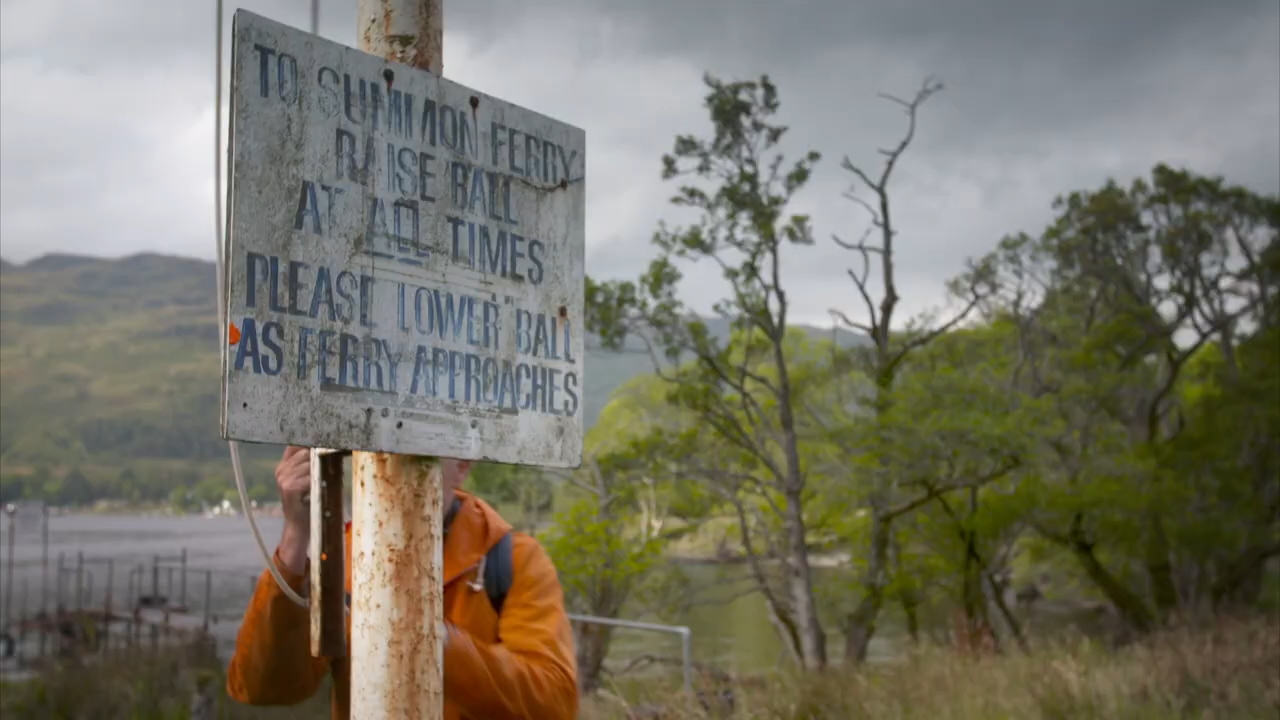 TO SUMMON FERRY
RAISE BALL
AT ALL TIMES
PLEASE LOWER BALL
AS FERRY APPROACHES